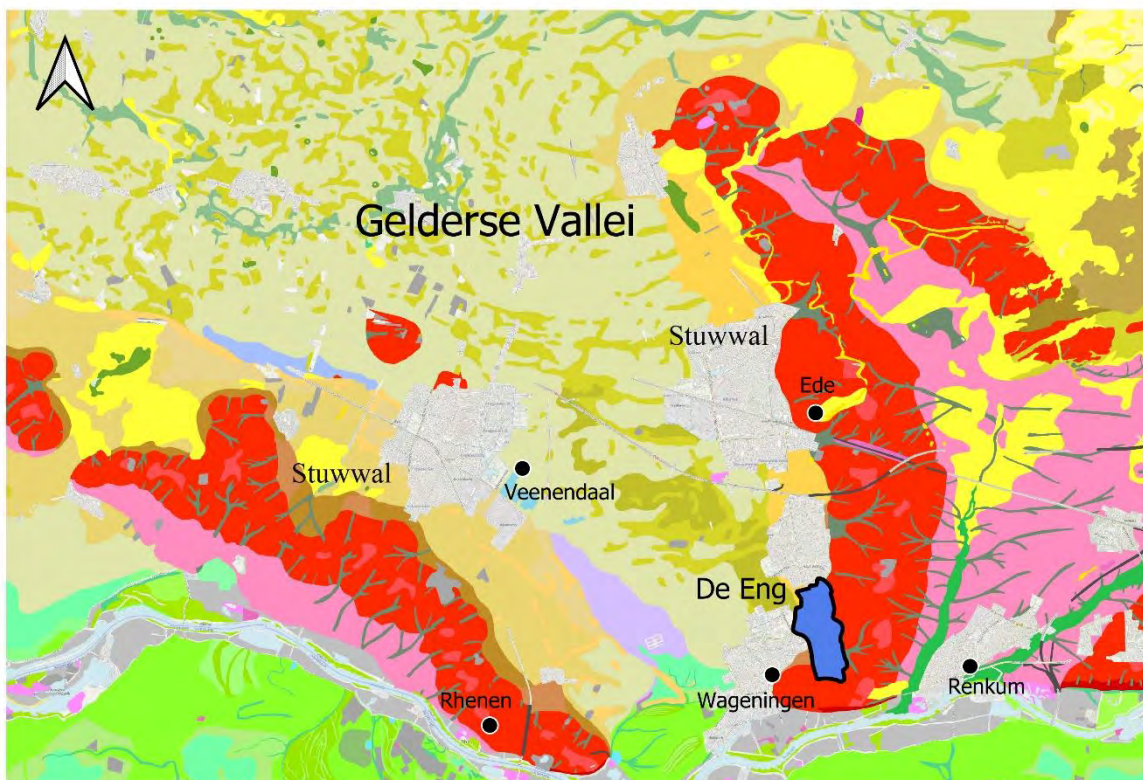 Gelderse Vallei
Stuwwal
Ede
Stuwwal
Veenendaal
De Eng
Rhenen
Wageningen
Renkum